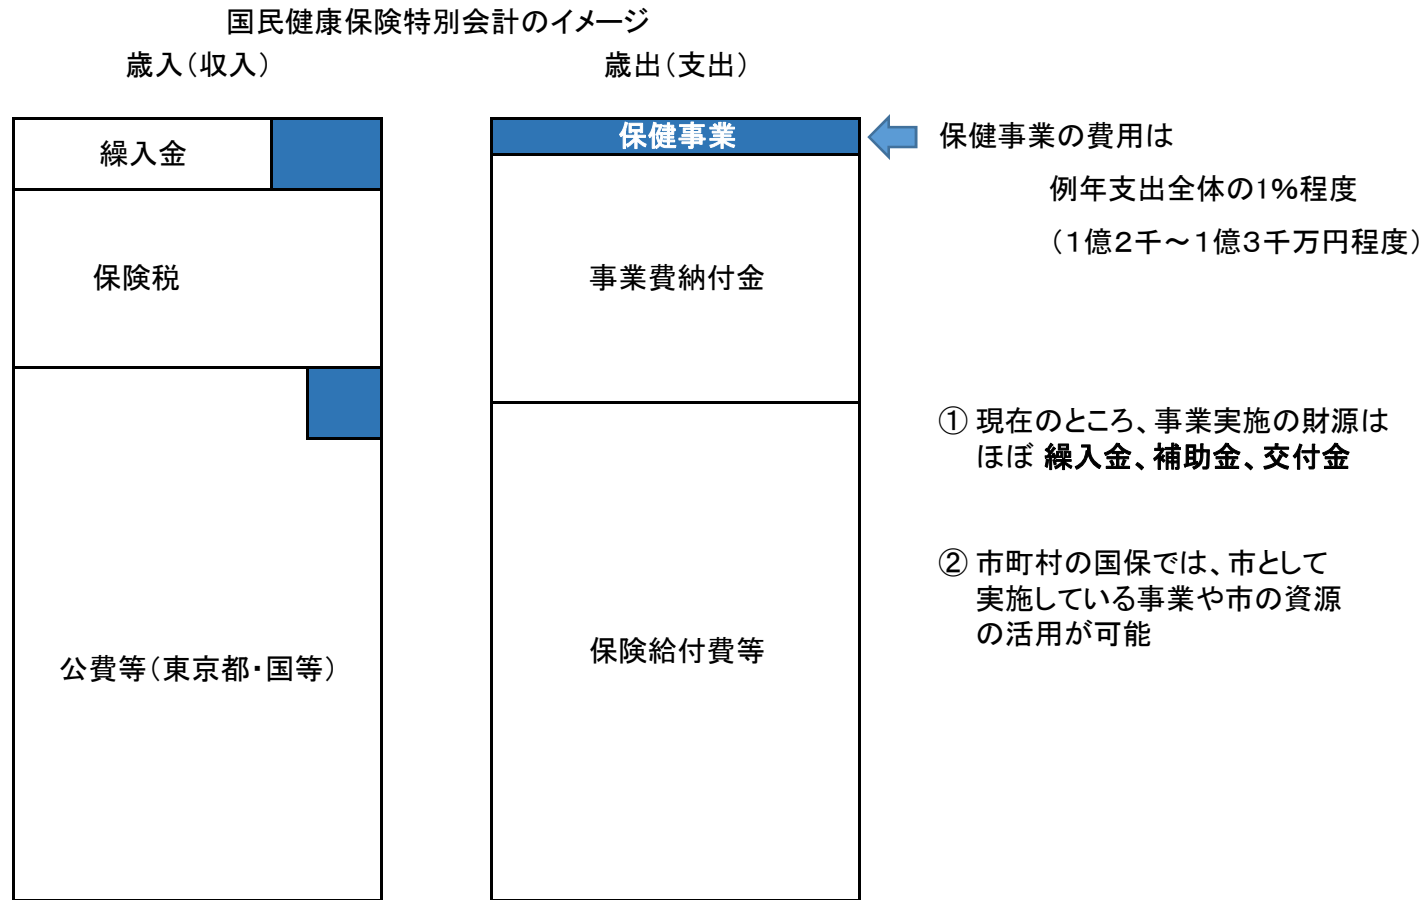 国民健康保険特別会計のイメージ
歳入（収入）
歳出（支出）
繰入金
保険税
公費等（東京都・国等）
保健事業
事業費納付金
保険給付費等
保健事業の費用は
例年支出全体の1%程度
（１億２千～１億３千万円程度）
① 現在のところ、事業実施の財源は
ほぼ 繰入金、補助金、交付金
② 市町村の国保では、市として
実施している事業や市の資源
の活用が可能